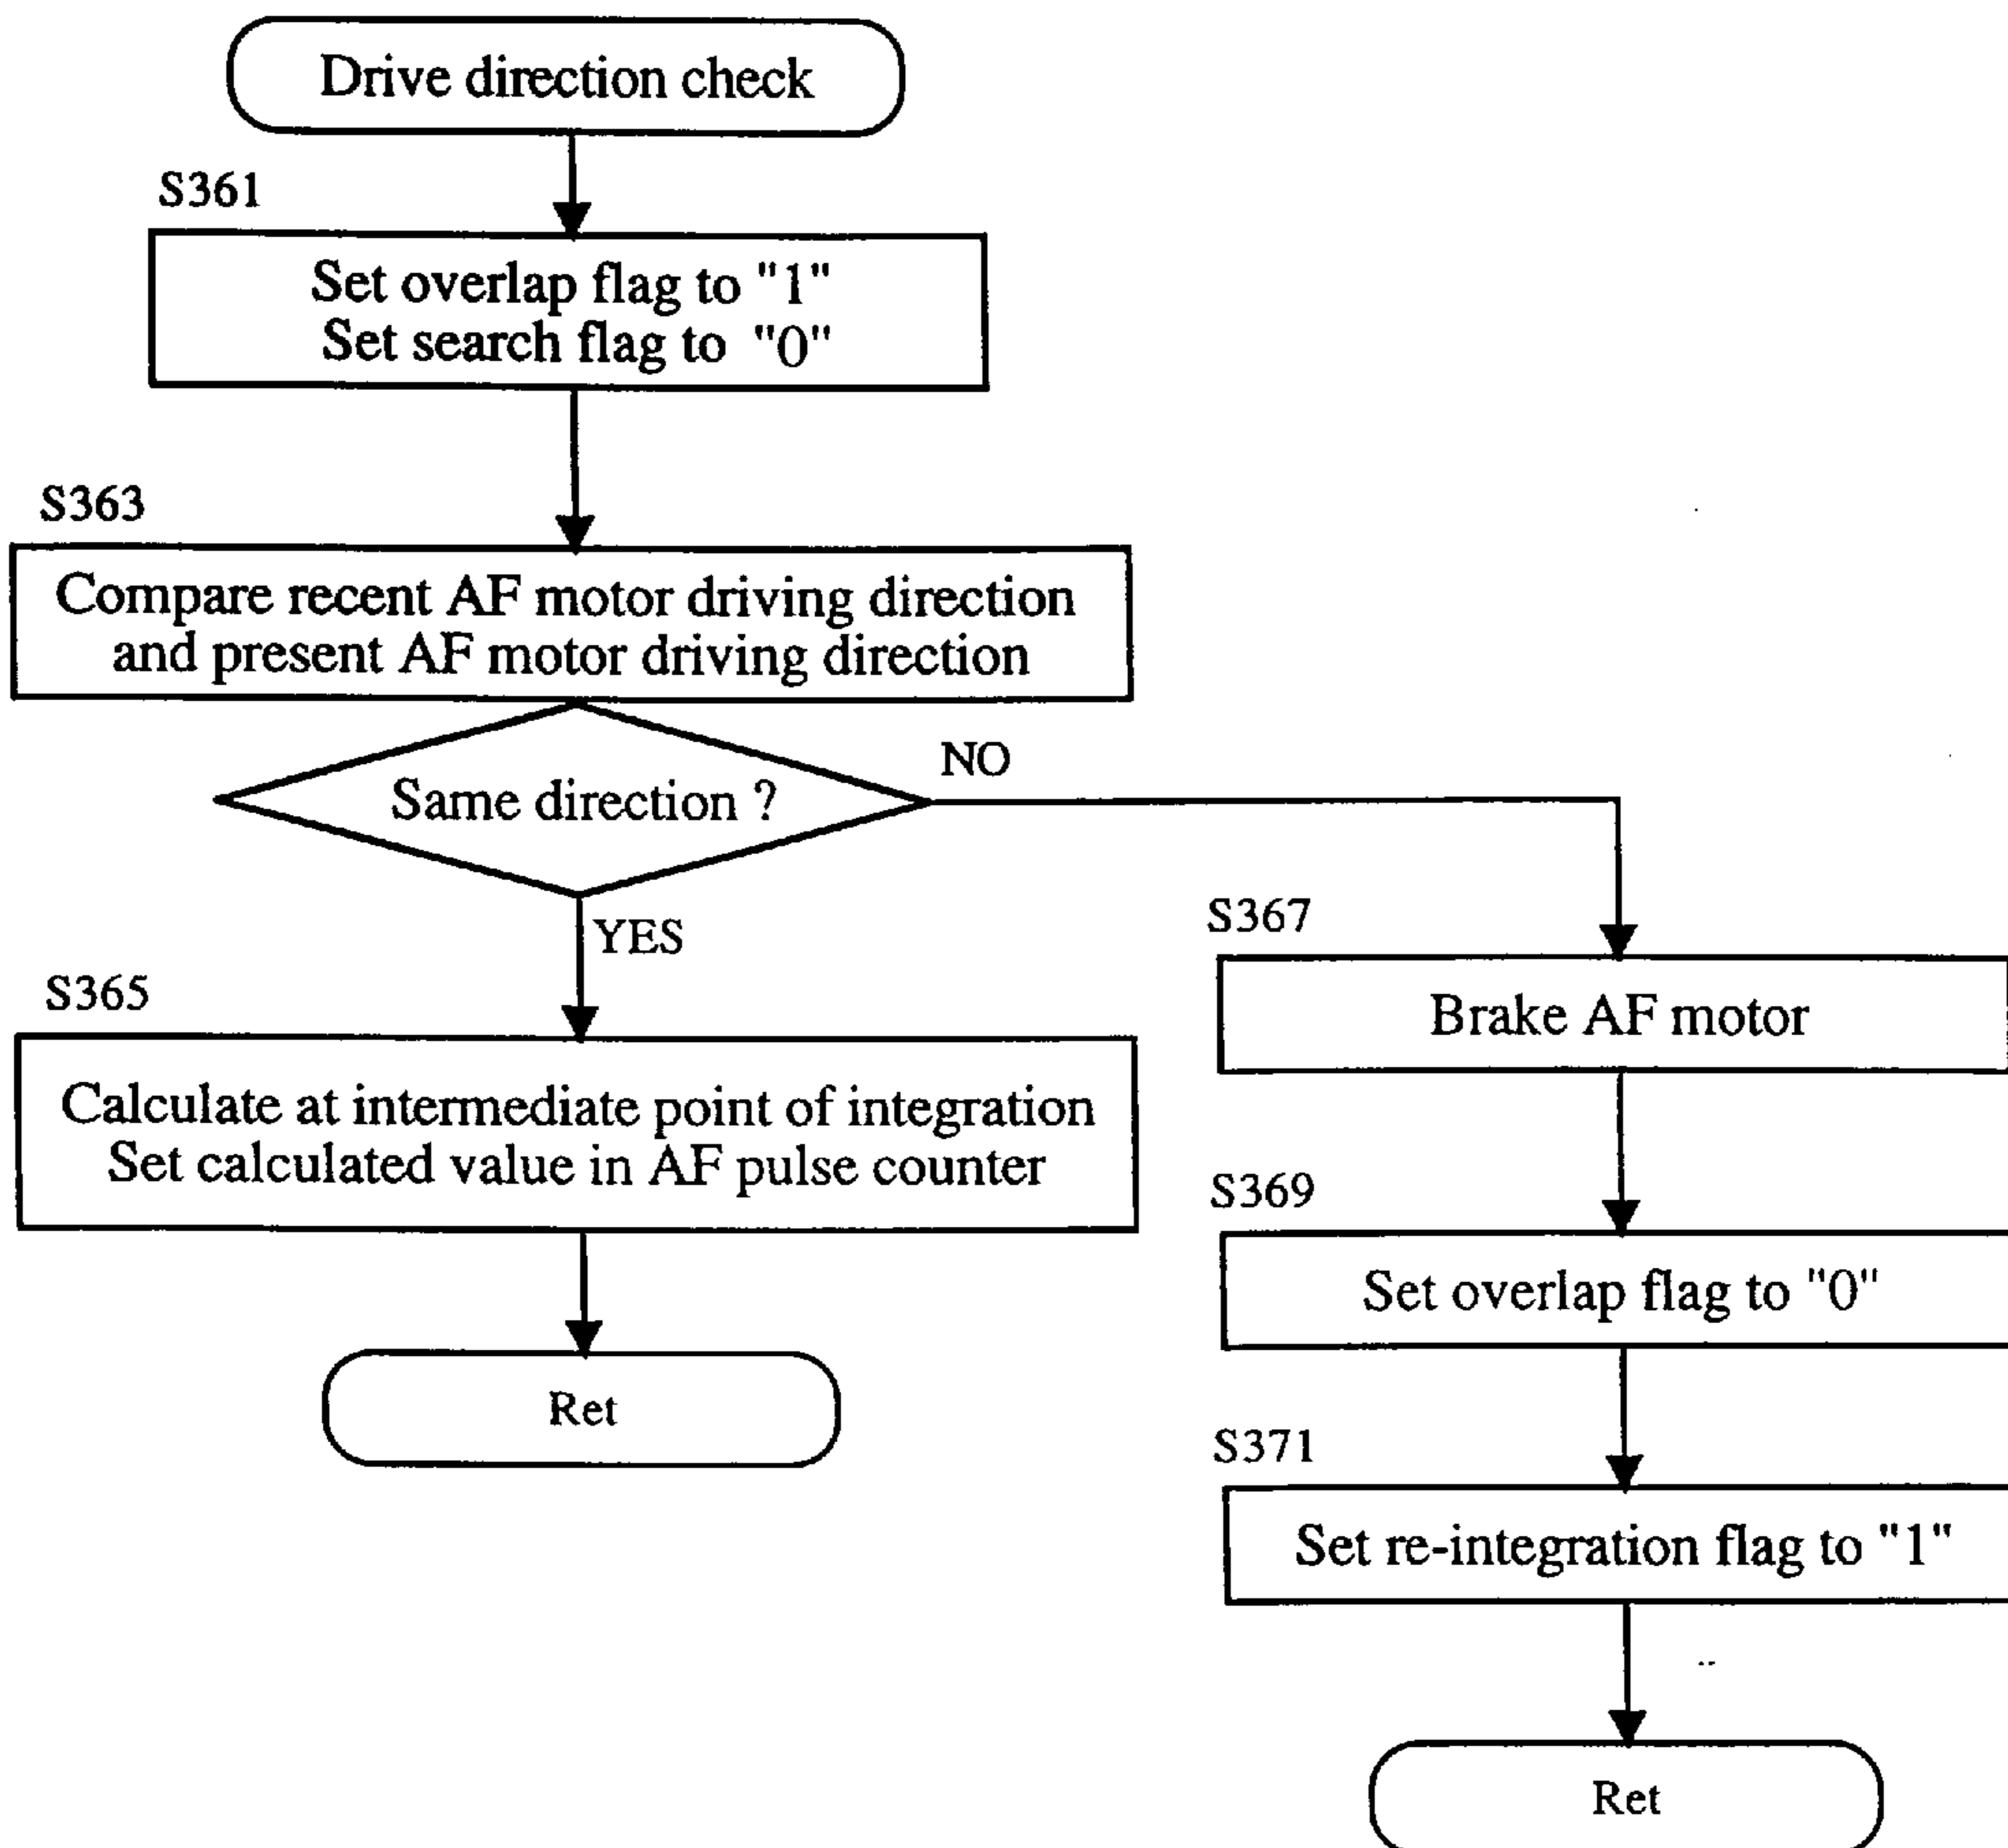 Drive direction check
S361
Set overlap flag to "1"
Set search flag to "0"
S363
Compare recent AF motor driving direction
and present AF motor driving direction
Same direction ?
NO
YES
S365
Calculate at intermediate point of integration
Set calculated value in AF pulse counter
Ret
S367
Brake AF motor
S369
Set overlap flag to "0"
S371
Set re-integration flag to "1"
Ret